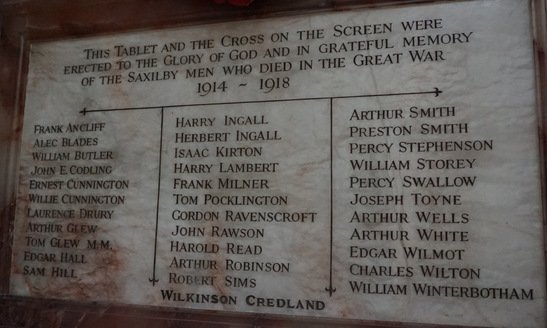 THIS TABLET AND THE CROSS ON THE SCREEN WERE
ERECTED TO THE GLORY OF GOD AND IN GRATEFUL MEMORY
OF THE SAXILBY MEN WHO DIED IN THE GREAT WAR
1914 ~ 1918
FRANK ANCLIFF
ALEC BLADES
WILLIAM BUTLER
JOHN E. CODLING
ERNEST CUNNINGTON
WILLIE CUNNINGTON
LAURENCE DRURY
ARTHUR GLEW
TOM GLEW M.M.
EDGAR HALL
SAM HILL
HARRY INGALL
HERBERT INGALL
ISAAC KIRTON
HARRY LAMBERT
FRANK MILNER
TOM POCKLINGTON
GORDON RAVENSCROFT
JOHN RAWSON
HAROLD READ
ARTHUR ROBINSON
ROBERT SIMS
ARTHUR SMITH
PRESTON SMITH
PERCY STEPHENSON
WILLIAM STOREY
PERCY SWALLOW
JOSEPH TOYNE
ARTHUR WELLS
ARTHUR WHITE
EDGAR WILMOT
CHARLES WILTON
WILLIAM WINTERBOTHAM
WILKINSON CREDLAND